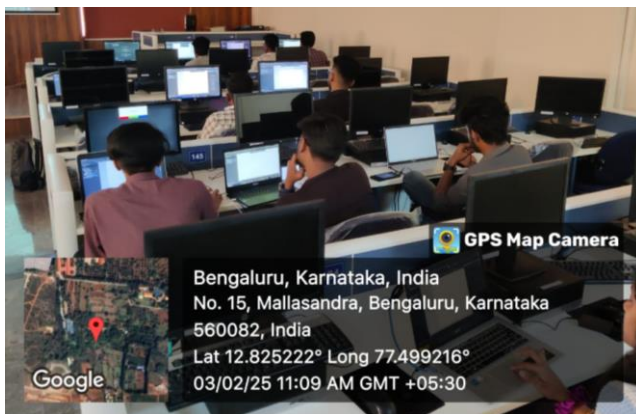 145
GPS Map Camera
Bengaluru, Karnataka, India
No. 15, Mallasandra, Bengaluru, Karnataka
560082, India
Lat 12.825222° Long 77.499216°
03/02/25 11:09 AM GMT +05:30
Google